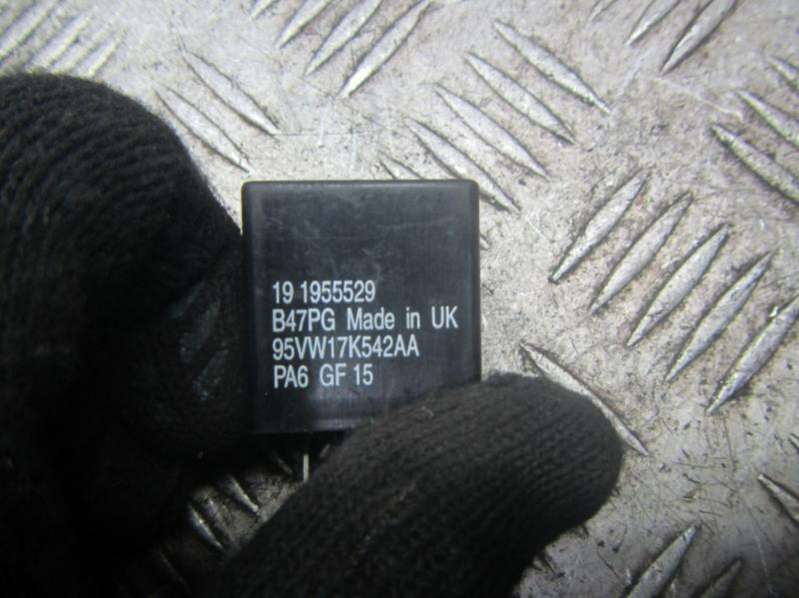 19 1955529
B47PG Made in UK
95VW17K542AA
PA6 GF 15